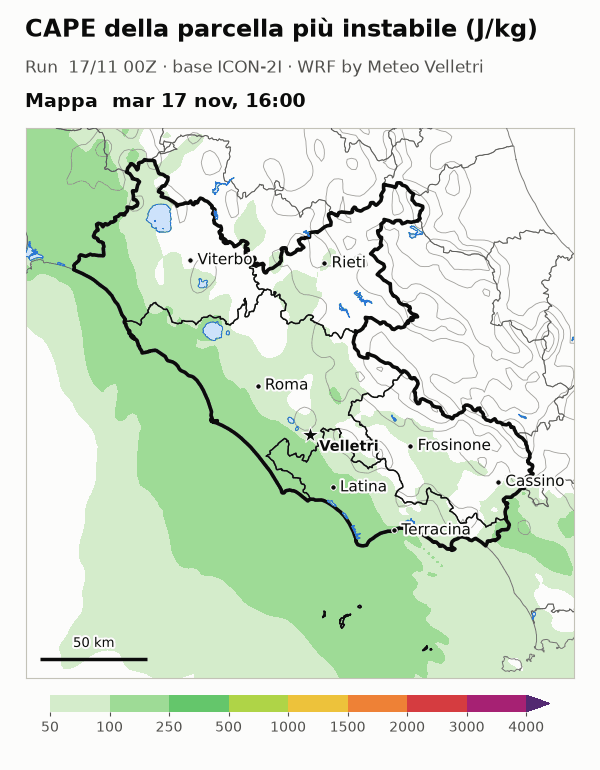 CAPE della parcella più instabile (J/kg)
Run  17/11 00Z · base ICON-2I · WRF by Meteo Velletri
Mappa  mar 17 nov, 16:00
Viterbo
Rieti
Roma
Velletri
Frosinone
Cassino
Latina
Terracina
50 km
50 100 250 500 1000 1500 2000 3000 4000